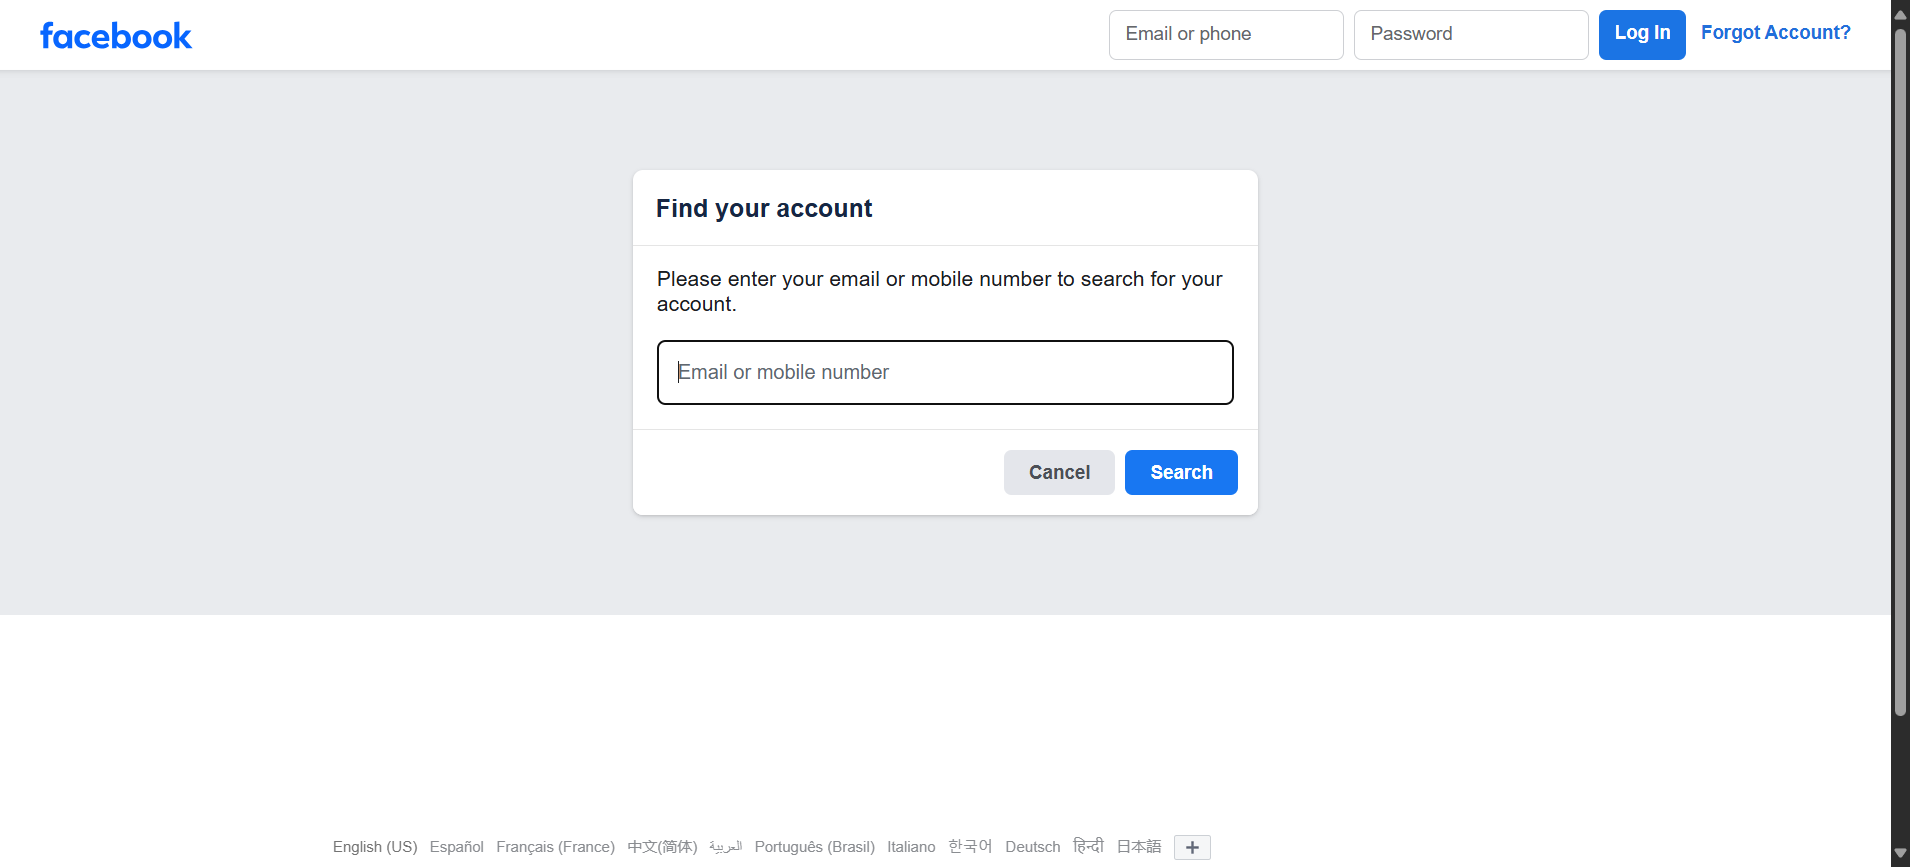 facebook
Email or phone
Password
Log In
Forgot Account?
Find your account
Please enter your email or mobile number to search for your
account.
Email or mobile number
Cancel
Search
English (US) Español Français (France) 中文(简体) العربية Português (Brasil) Italiano 한국어 Deutsch हिन्दी 日本語 +